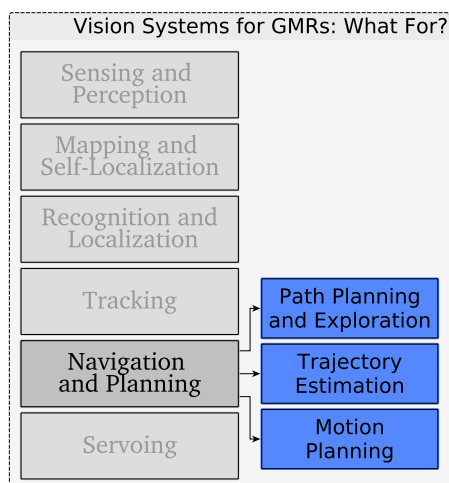 Vision Systems for GMRs: What For?
Sensing and
Perception
Mapping and
Self-Localization
Recognition and
Localization
Tracking
Path Planning
and Exploration
Navigation
and Planning
Trajectory
Estimation
Motion
Planning
Servoing